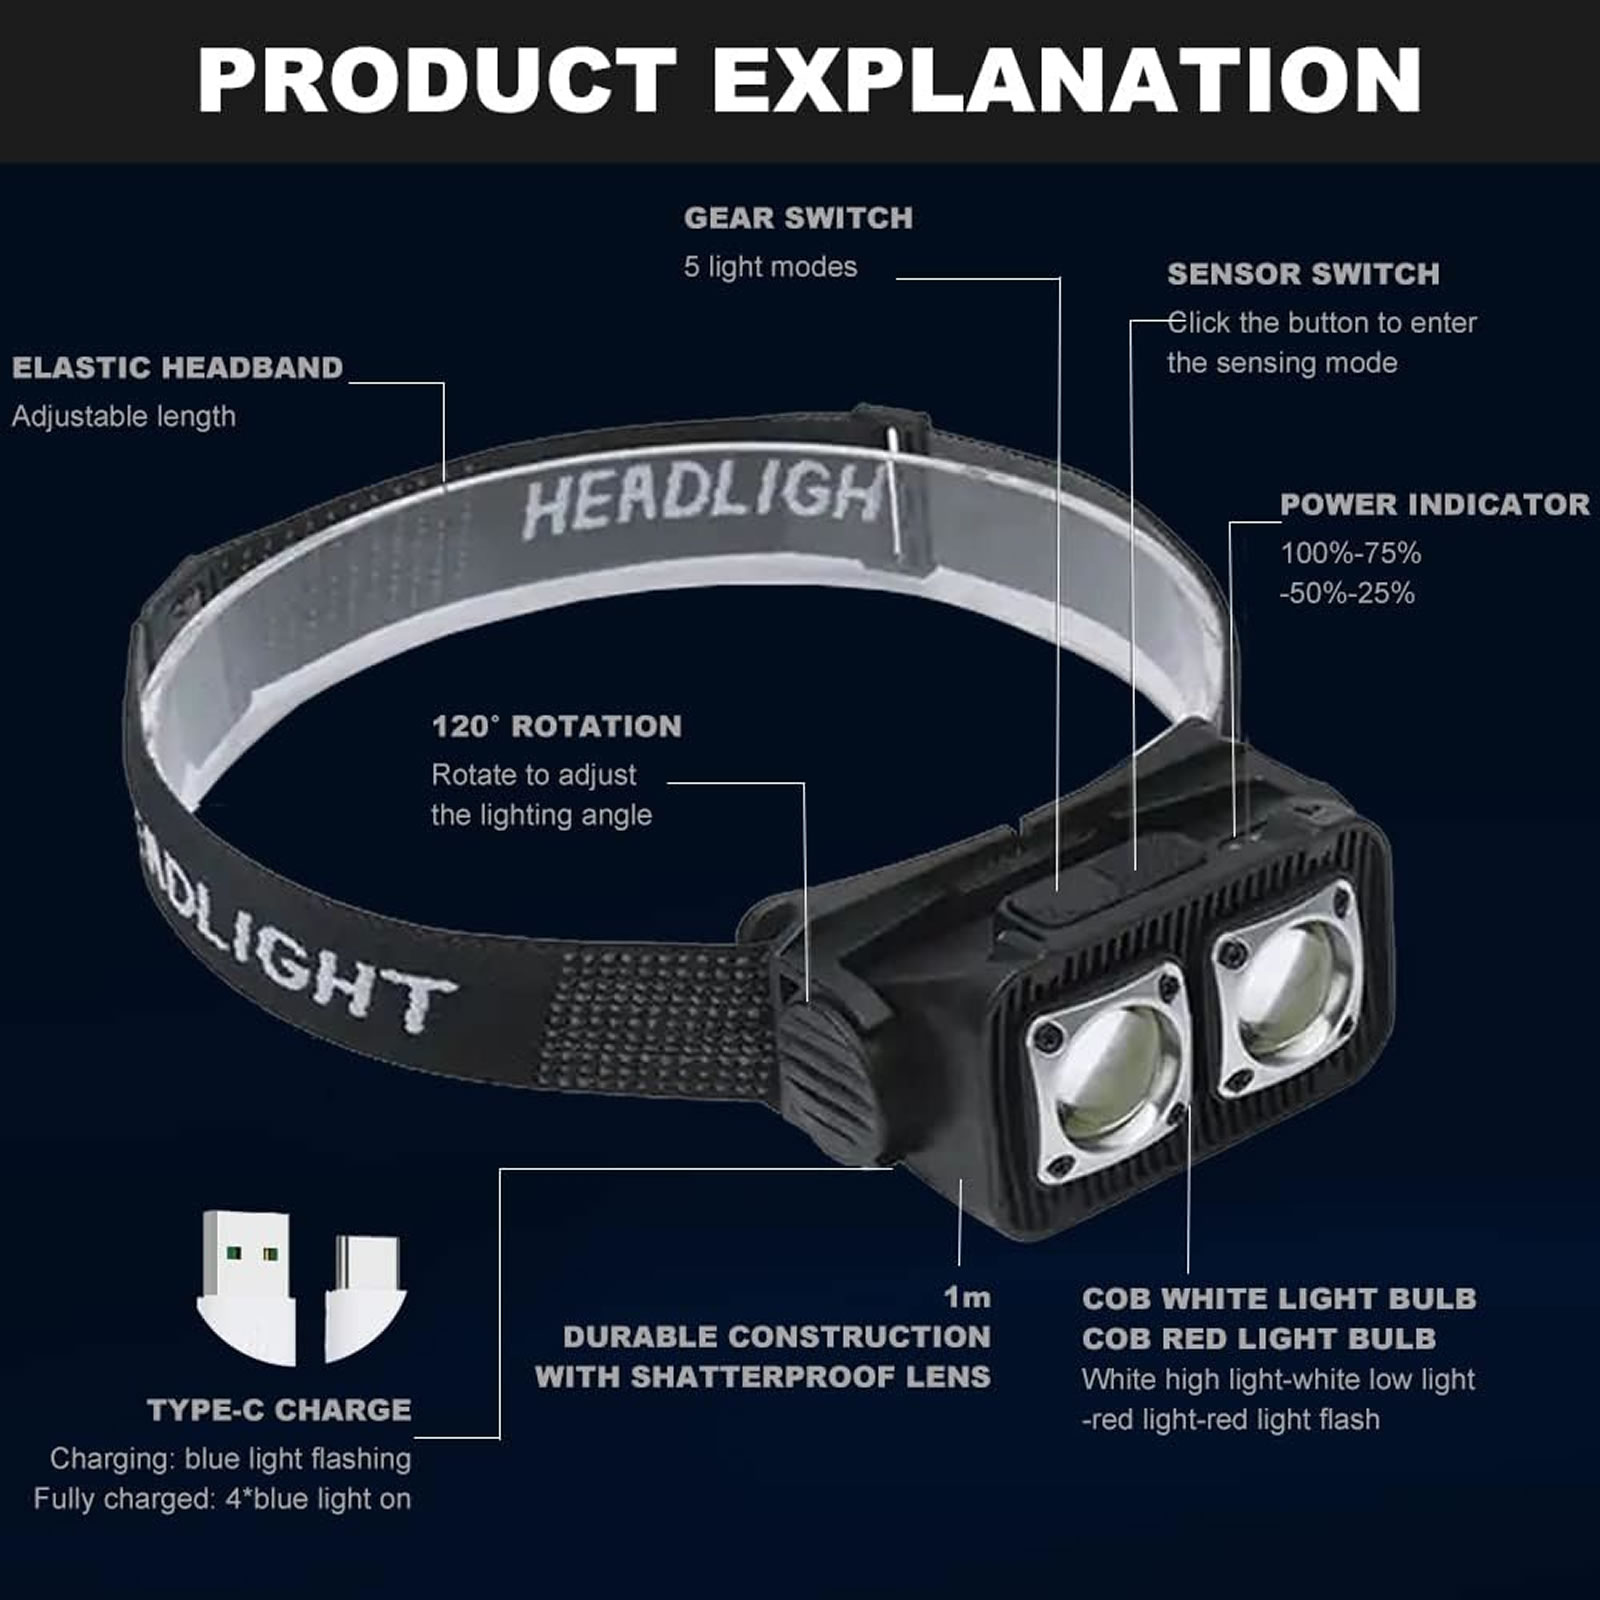 PRODUCT EXPLANATION
GEAR SWITCH
5 light modes
SENSOR SWITCH
Click the button to enter
the sensing mode
ELASTIC HEADBAND
Adjustable length
HEADLIGH
POWER INDICATOR
100%-75%
-50%-25%
120° ROTATION
Rotate to adjust
the lighting angle
ADLIGHT
1m
DURABLE CONSTRUCTION
WITH SHATTERPROOF LENS
COB WHITE LIGHT BULB
COB RED LIGHT BULB
White high light-white low light
-red light-red light flash
TYPE-C CHARGE
Charging: blue light flashing
Fully charged: 4*blue light on